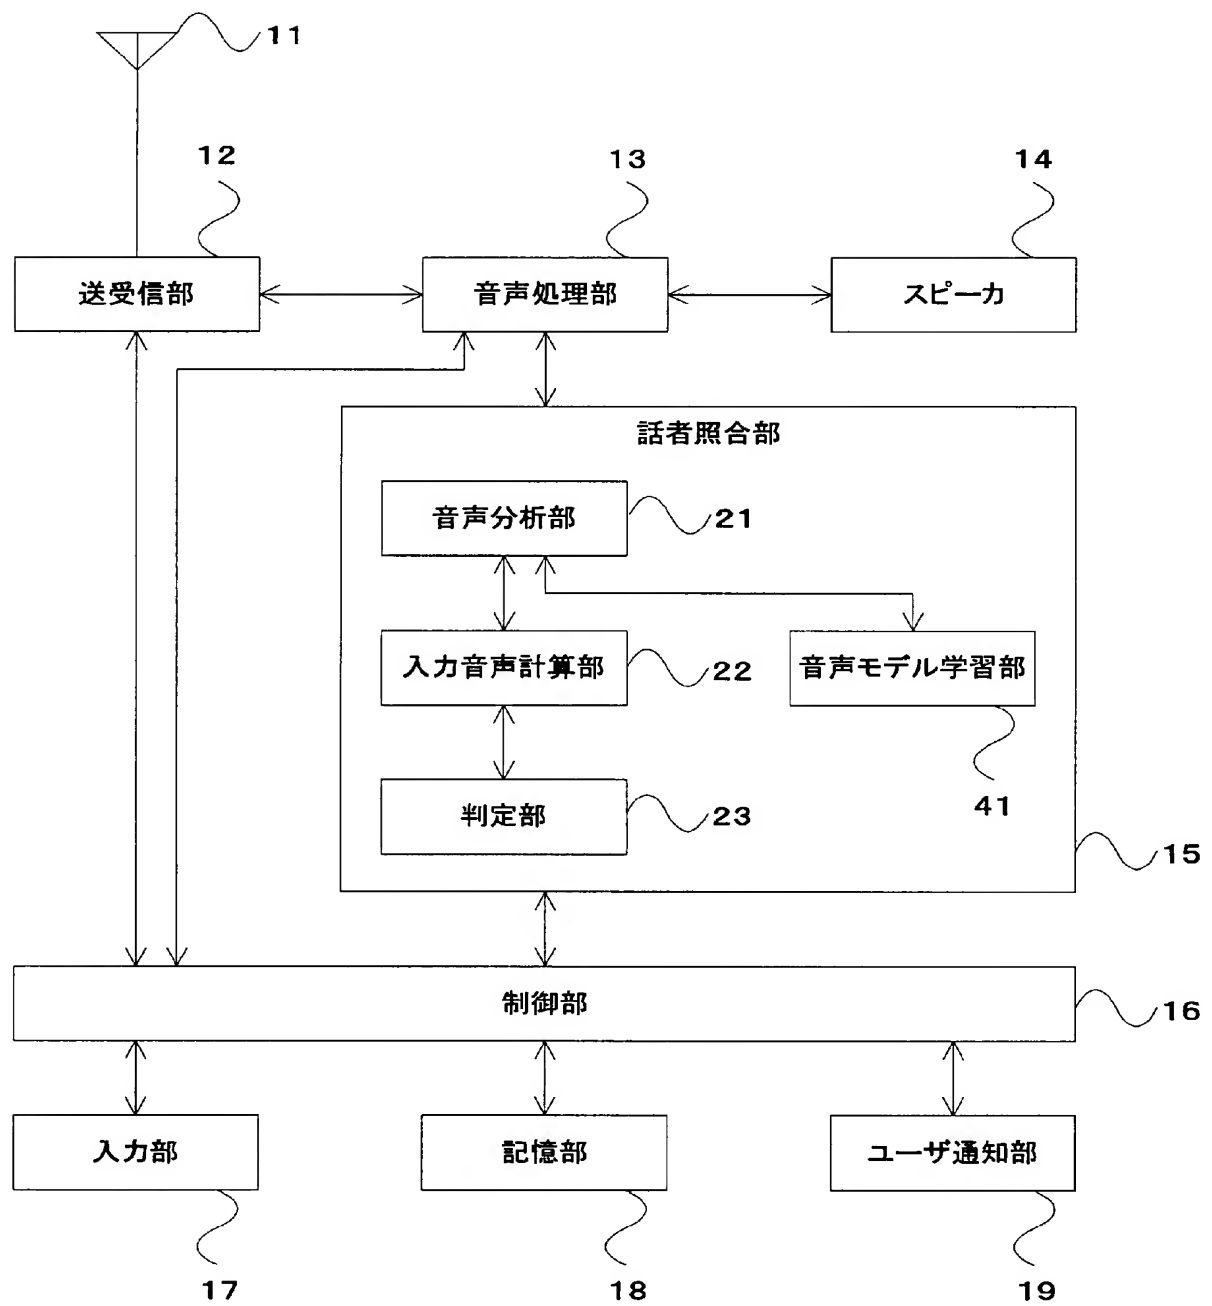 11
12
13
14
送受信部
音声処理部
スピーカ
話者照合部
音声分析部
21
入力音声計算部
22
音声モデル学習部
41
判定部
23
15
制御部
16
入力部
記憶部
ユーザ通知部
17
18
19